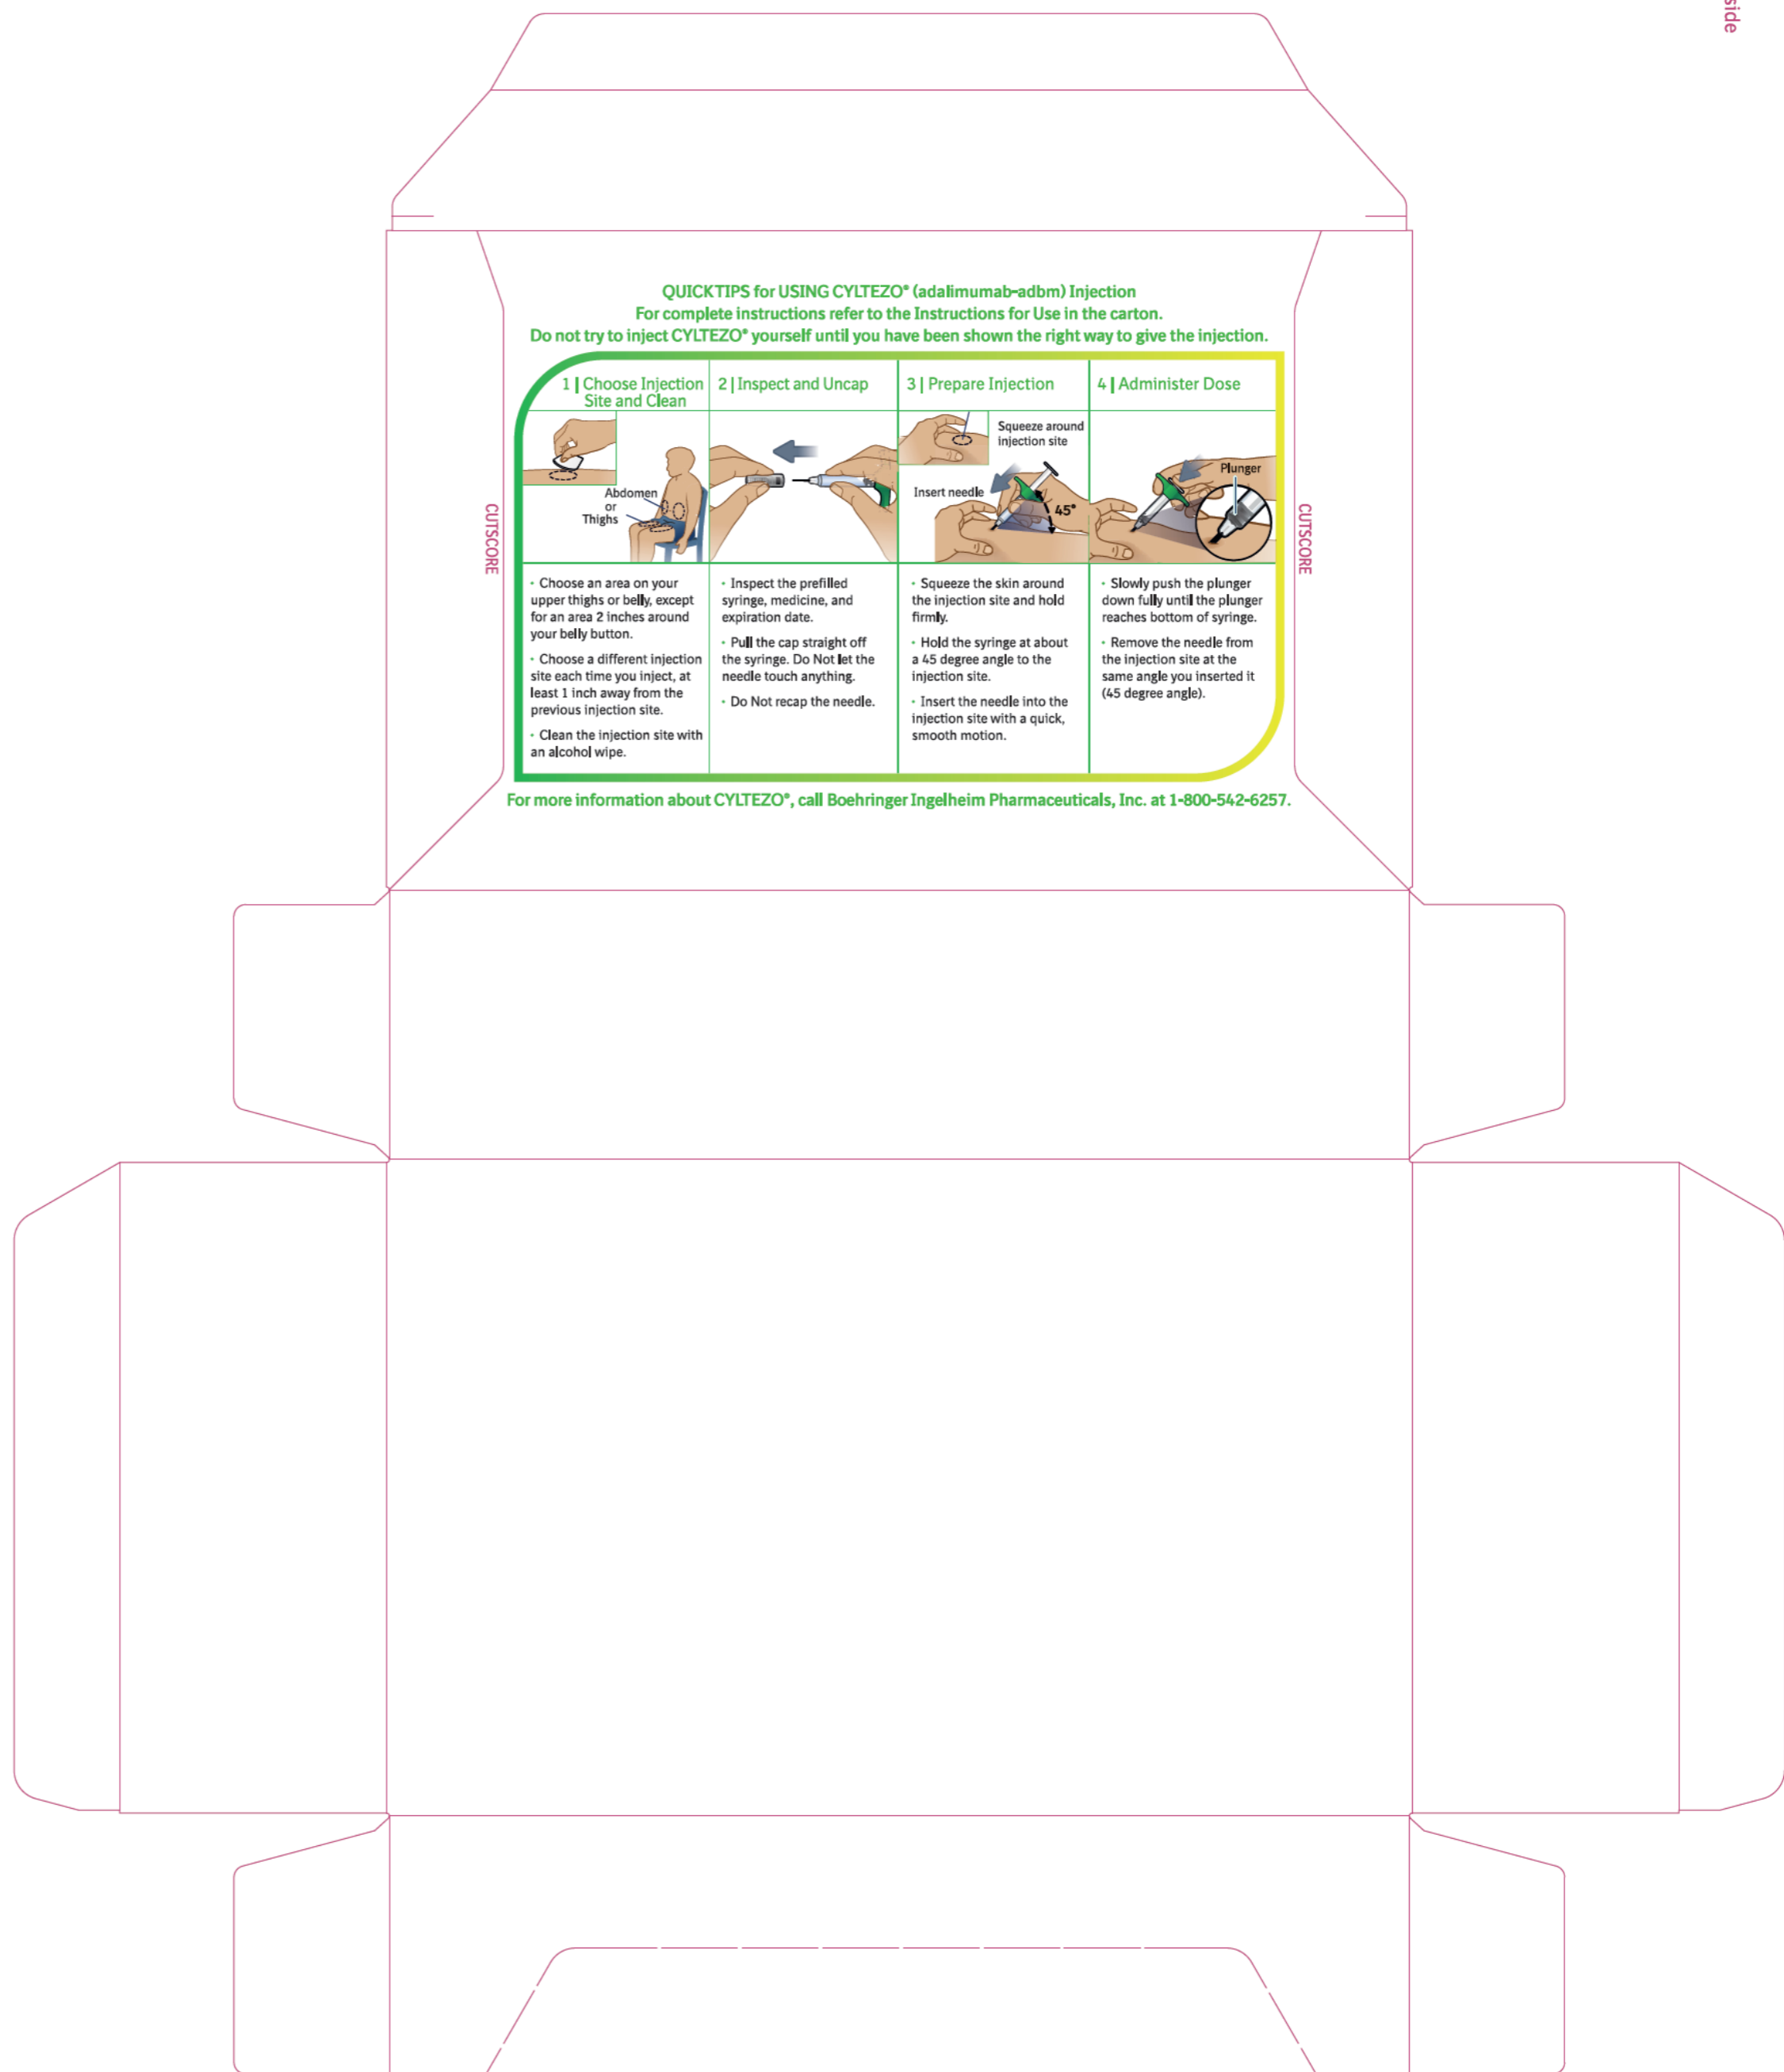 side
QUICKTIPS for USING CYLTEZO® (adalimumab-adbm) Injection
For complete instructions refer to the Instructions for Use in the carton.
Do not try to inject CYLTEZO® yourself until you have been shown the right way to give the injection.
1 | Choose Injection
Site and Clean
Abdomen
or
Thighs
• Choose an area on your
upper thighs or belly, except
for an area 2 inches around
your belly button.
• Choose a different injection
site each time you inject, at
least 1 inch away from the
previous injection site.
• Clean the injection site with
an alcohol wipe.
2 | Inspect and Uncap
• Inspect the prefilled
syringe, medicine, and
expiration date.
• Pull the cap straight off
the syringe. Do Not let the
needle touch anything.
• Do Not recap the needle.
3 | Prepare Injection
Squeeze around
injection site
Insert needle
45°
• Squeeze the skin around
the injection site and hold
firmly.
• Hold the syringe at about
a 45 degree angle to the
injection site.
• Insert the needle into the
injection site with a quick,
smooth motion.
4 | Administer Dose
Plunger
• Slowly push the plunger
down fully until the plunger
reaches bottom of syringe.
• Remove the needle from
the injection site at the
same angle you inserted it
(45 degree angle).
CUTSCORE
CUTSCORE
For more information about CYLTEZO®, call Boehringer Ingelheim Pharmaceuticals, Inc. at 1-800-542-6257.